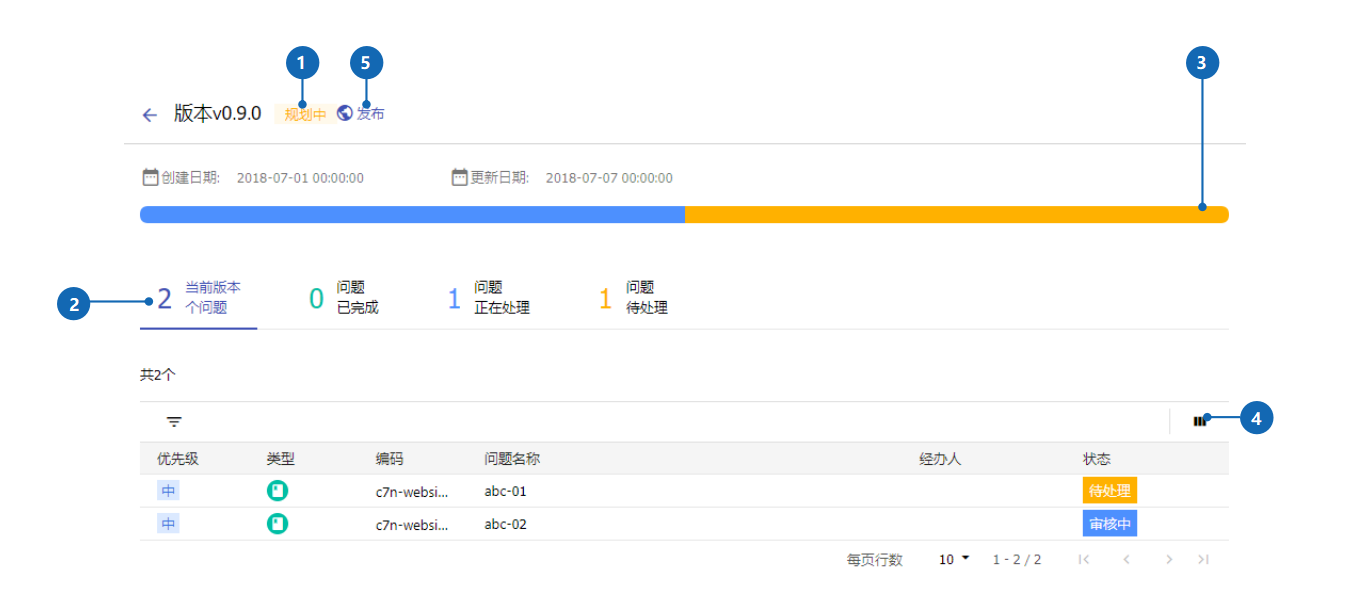 1 5 3
版本v0.9.0 规划中 发布
创建日期: 2018-07-01 00:00:00 更新日期: 2018-07-07 00:00:00
2 2 当前版本 个问题 0 问题 已完成 1 问题 正在处理 1 问题 待处理
共2个
4
优先级 类型 编码 问题名称 经办人 状态
中 c7n-websi... abc-01 待处理
中 c7n-websi... abc-02 审核中
每页行数 10 1 - 2 / 2